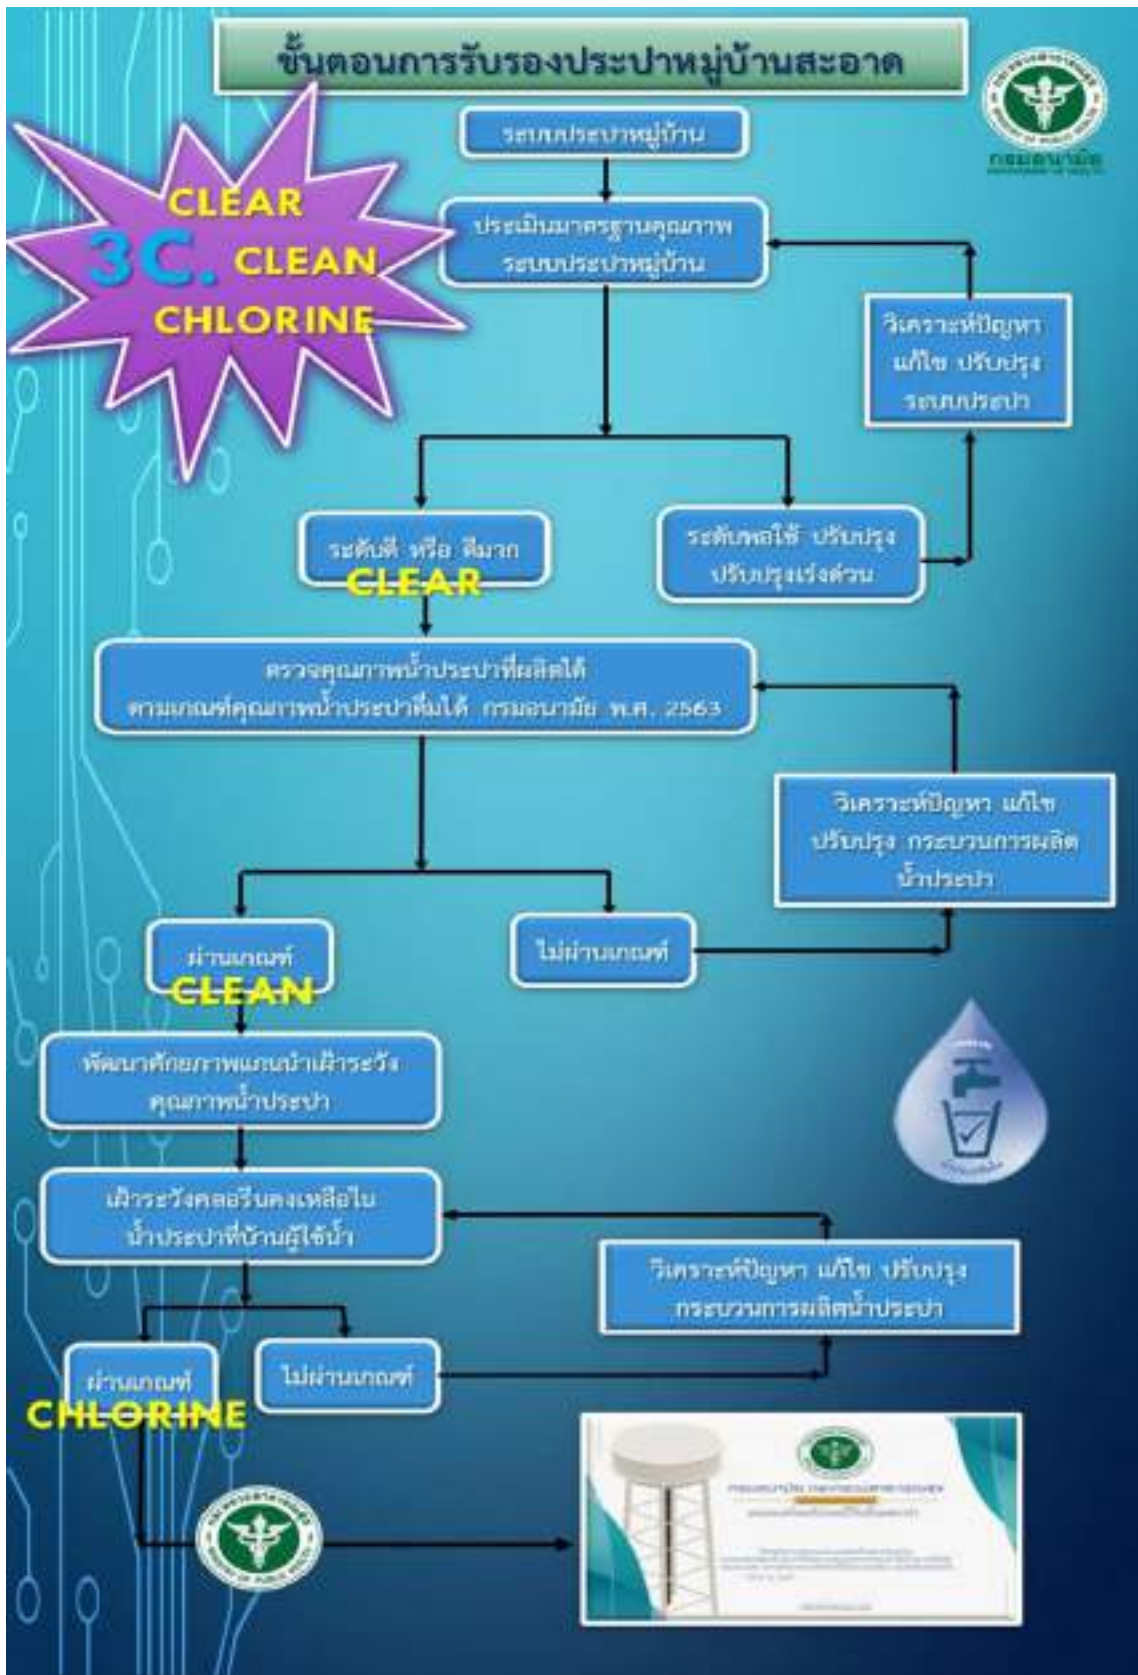 ขั้นตอนการรับรองประปาหมู่บ้านสะอาด
ระบบประปาหมู่บ้าน
กรมอนามัย
CLEAR
3C. CLEAN
CHLORINE
ประเมินมาตรฐานคุณภาพ
ระบบประปาหมู่บ้าน
วิเคราะห์ปัญหา
แก้ไข ปรับปรุง
ระบบประปา
ระดับดี หรือ ดีมาก
CLEAR
ระดับพอใช้ ปรับปรุง
ปรับปรุงเร่งด่วน
ตรวจคุณภาพน้ำประปาที่ผลิตได้
ตามเกณฑ์คุณภาพน้ำประปาดื่มได้ กรมอนามัย พ.ศ. 2563
วิเคราะห์ปัญหา แก้ไข
ปรับปรุง กระบวนการผลิต
น้ำประปา
ผ่านเกณฑ์
CLEAN
ไม่ผ่านเกณฑ์
พัฒนาศักยภาพแกนนำเฝ้าระวัง
คุณภาพน้ำประปา
เฝ้าระวังคลอรีนคงเหลือใน
น้ำประปาที่บ้านผู้ใช้น้ำ
วิเคราะห์ปัญหา แก้ไข ปรับปรุง
กระบวนการผลิตน้ำประปา
ผ่านเกณฑ์
CHLORINE
ไม่ผ่านเกณฑ์